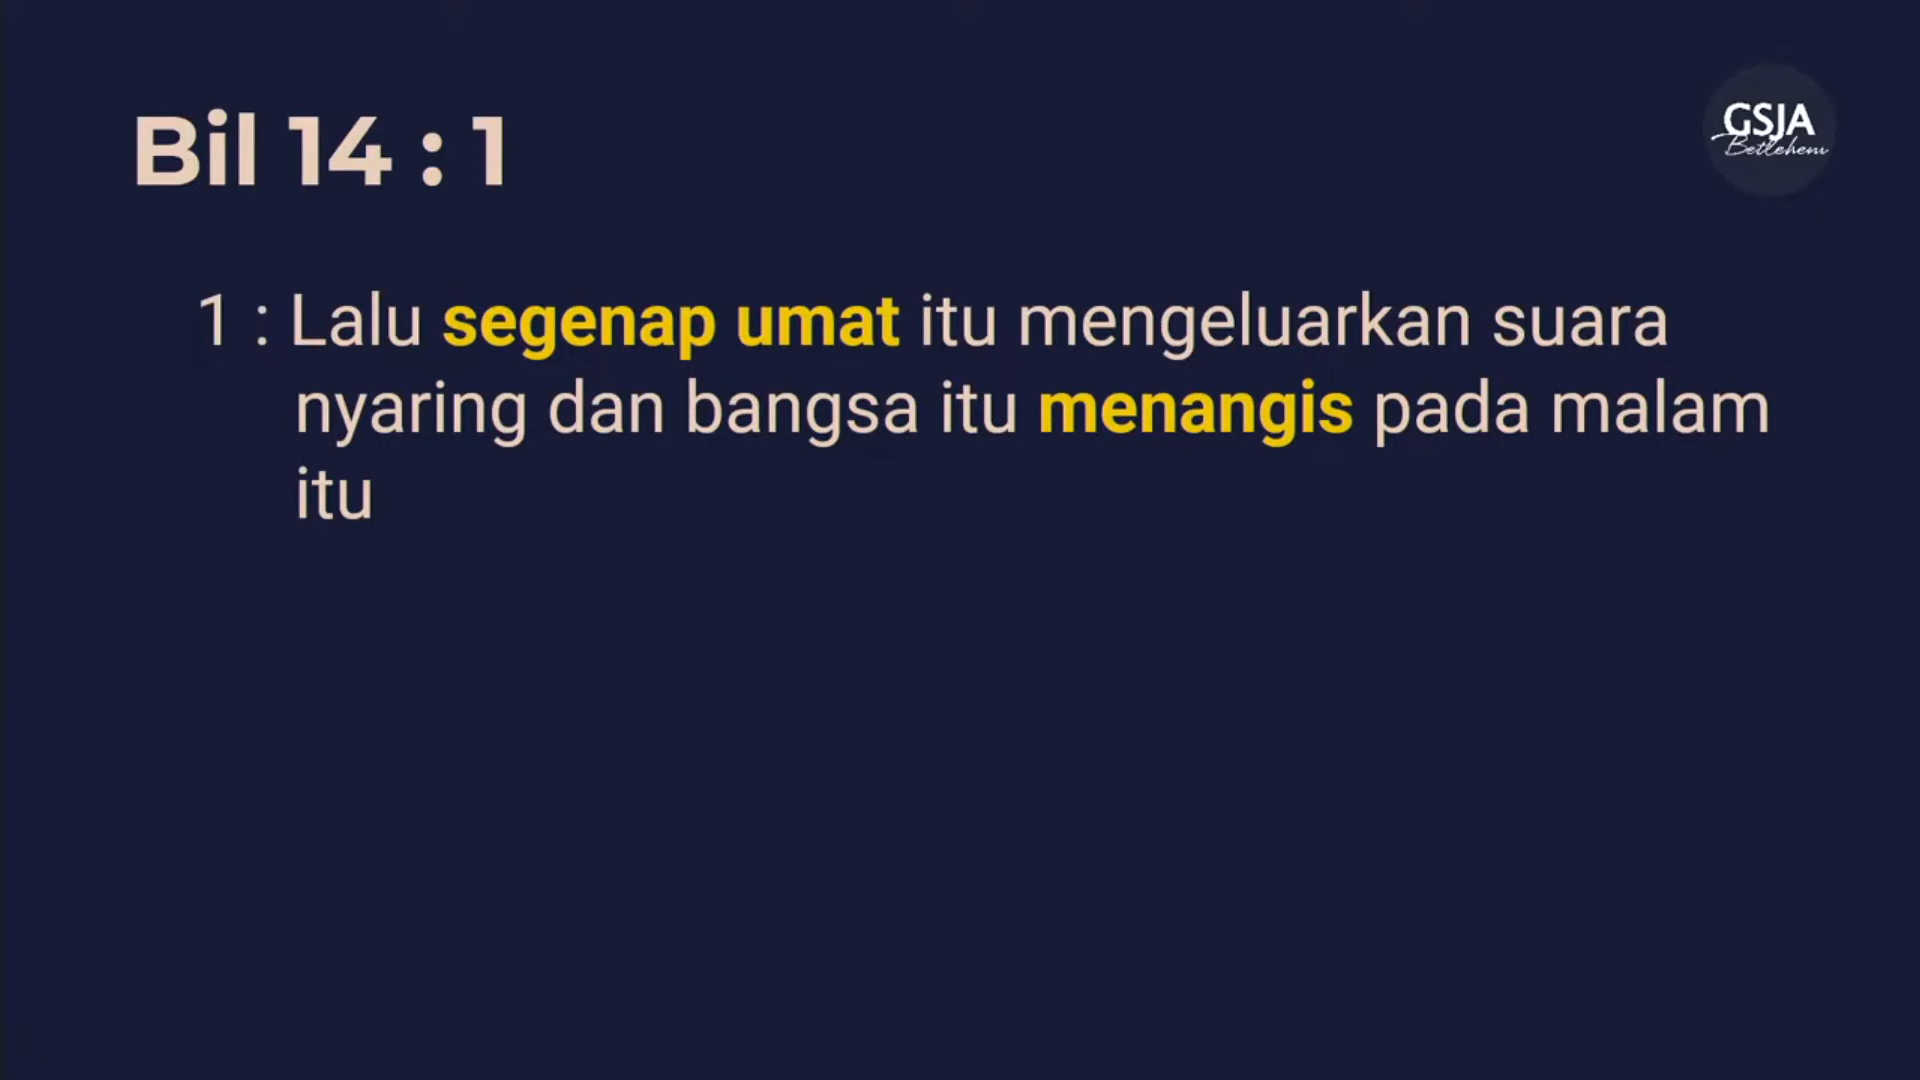 Bil 14 : 1
GSJA
Betlehem
1 : Lalu segenap umat itu mengeluarkan suara
nyaring dan bangsa itu menangis pada malam
itu